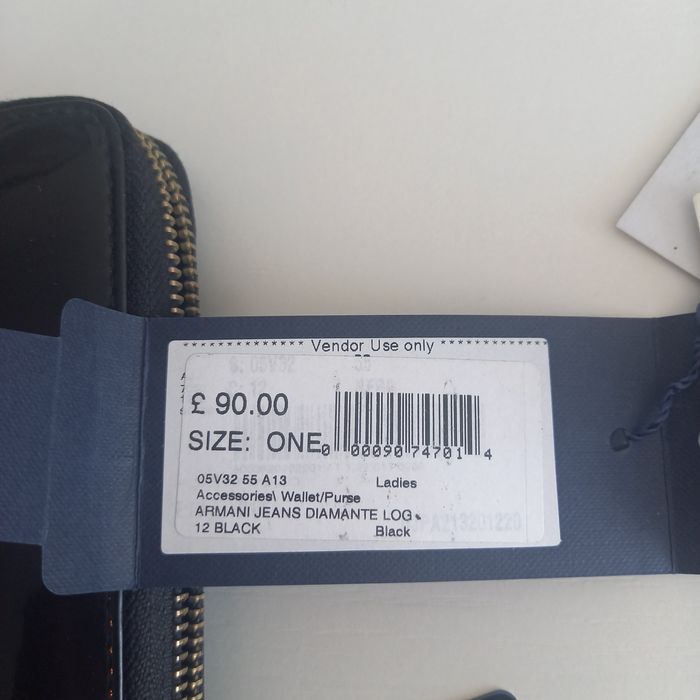 ******************* Vendor Use only *******************
£ 90.00
SIZE: ONE
0 00090 74701 4
05V32 55 A13 Ladies
Accessories\ Wallet/Purse
ARMANI JEANS DIAMANTE LOG
12 BLACK Black